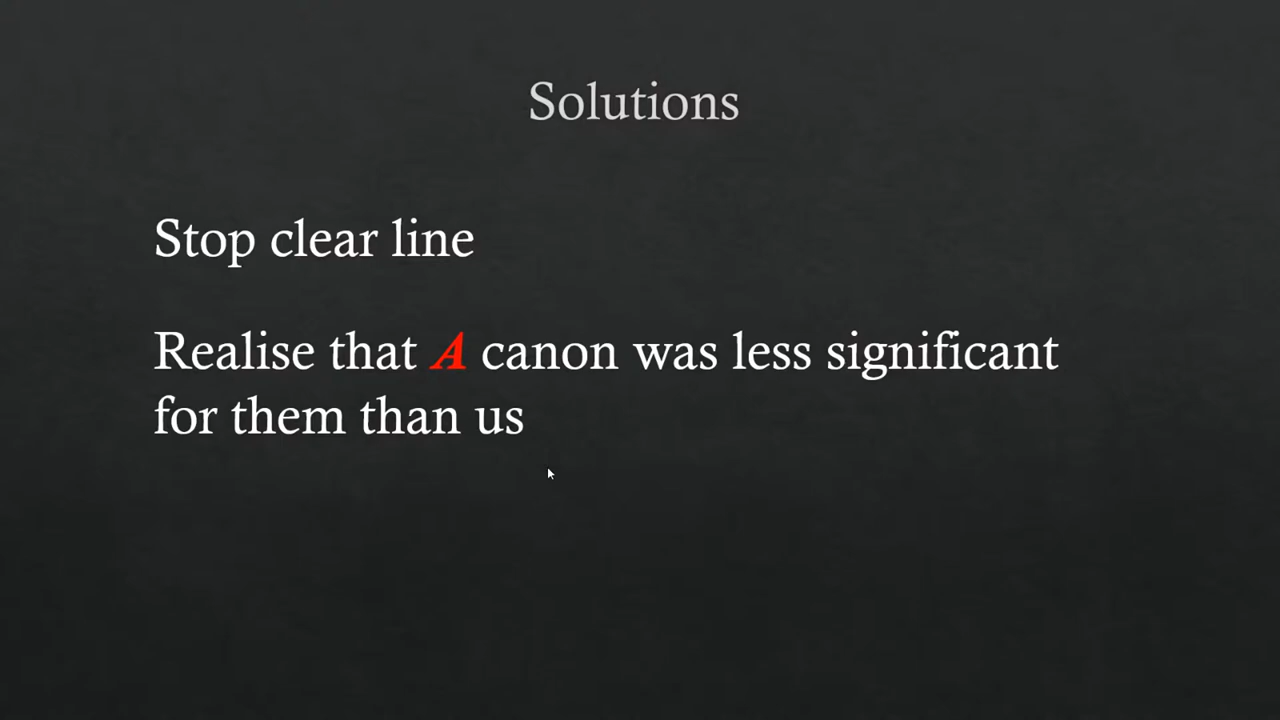 Solutions
Stop clear line
Realise that A canon was less significant
for them than us